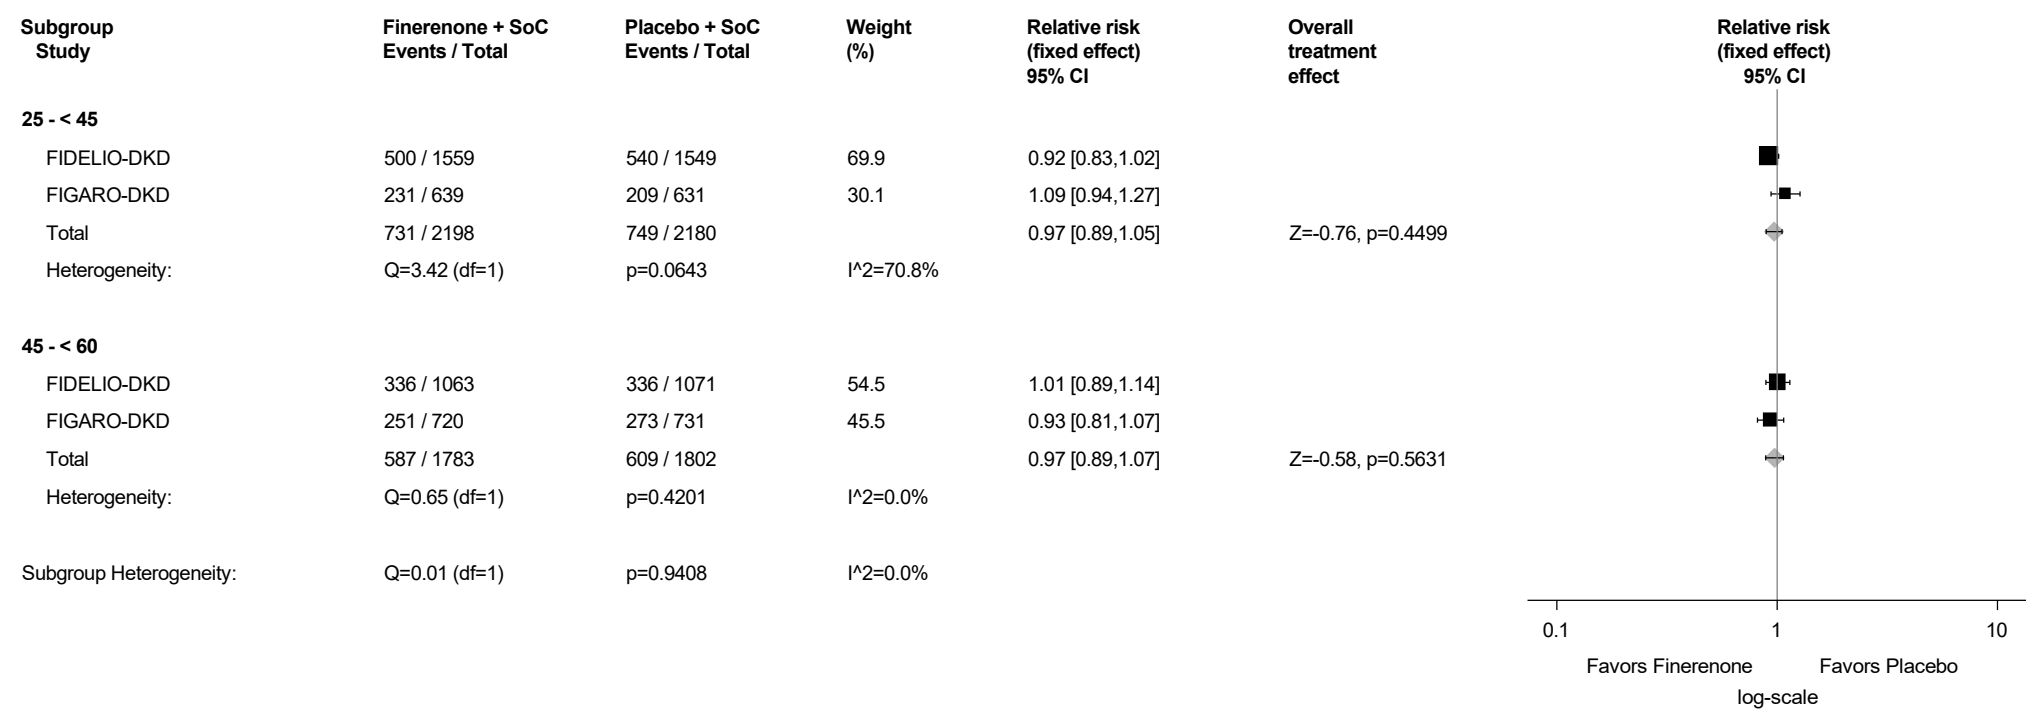 Subgroup Finerenone + SoC Placebo + SoC Weight Relative risk Overall Relative risk
Study Events / Total Events / Total (%) (fixed effect) treatment (fixed effect)
95% CI effect 95% CI
25 - < 45
FIDELIO-DKD 500 / 1559 540 / 1549 69.9 0.92 [0.83,1.02]
FIGARO-DKD 231 / 639 209 / 631 30.1 1.09 [0.94,1.27]
Total 731 / 2198 749 / 2180 0.97 [0.89,1.05] Z=-0.76, p=0.4499
Heterogeneity: Q=3.42 (df=1) p=0.0643 I^2=70.8%
45 - < 60
FIDELIO-DKD 336 / 1063 336 / 1071 54.5 1.01 [0.89,1.14]
FIGARO-DKD 251 / 720 273 / 731 45.5 0.93 [0.81,1.07]
Total 587 / 1783 609 / 1802 0.97 [0.89,1.07] Z=-0.58, p=0.5631
Heterogeneity: Q=0.65 (df=1) p=0.4201 I^2=0.0%
Subgroup Heterogeneity: Q=0.01 (df=1) p=0.9408 I^2=0.0%
0.1 1 10
Favors Finerenone Favors Placebo
log-scale